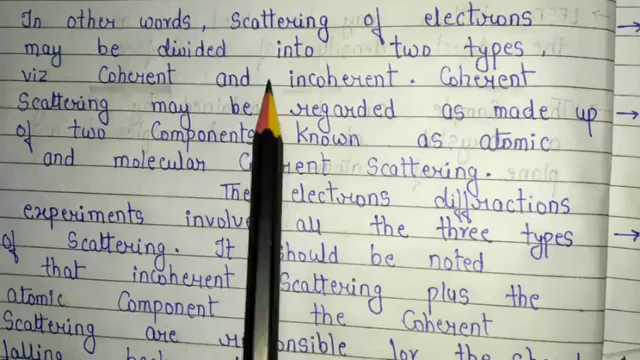 In other words, Scattering of electrons
may be divided into two types,
viz Coherent and incoherent. Coherent
Scattering may be regarded as made up
of two Components known as atomic
and molecular Scattering.
The electrons diffractions
experiments involve all the three types
of Scattering. It should be noted
that incoherent Scattering plus the
atomic Component the Coherent
Scattering are for the